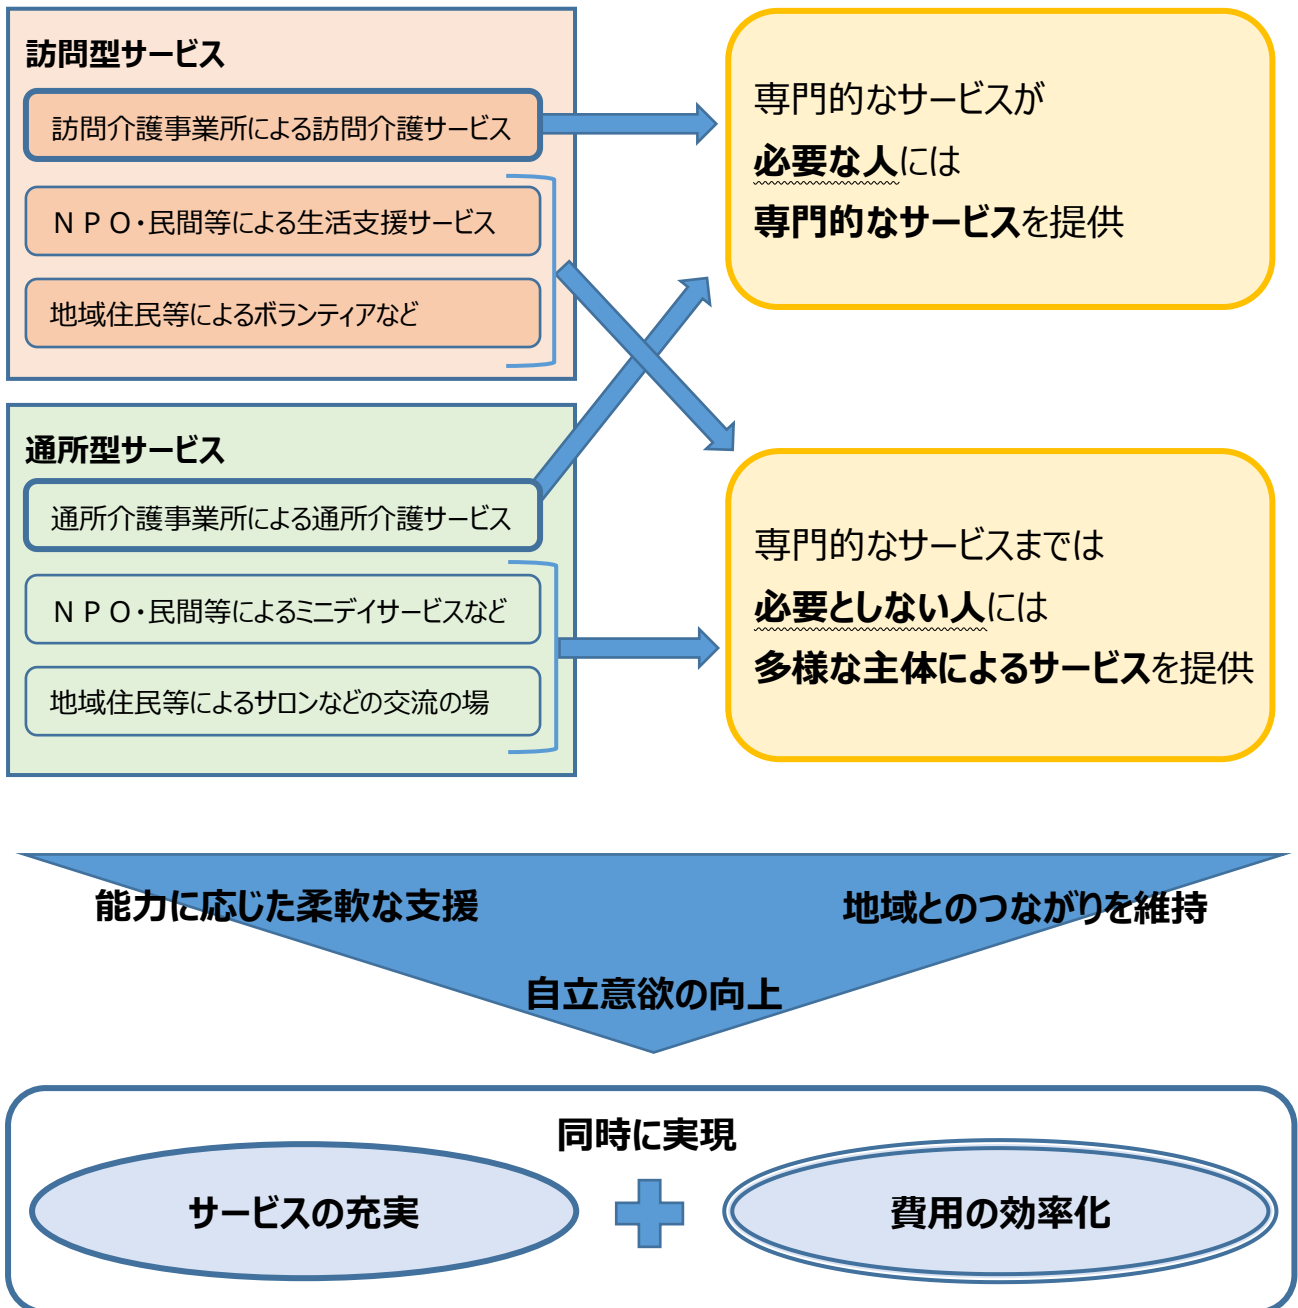 訪問型サービス
訪問介護事業所による訪問介護サービス
ＮＰＯ・民間等による生活支援サービス
地域住民等によるボランティアなど
専門的なサービスが
必要な人には
専門的なサービスを提供
通所型サービス
通所介護事業所による通所介護サービス
ＮＰＯ・民間等によるミニデイサービスなど
地域住民等によるサロンなどの交流の場
専門的なサービスまでは
必要としない人には
多様な主体によるサービスを提供
能力に応じた柔軟な支援
地域とのつながりを維持
自立意欲の向上
同時に実現
サービスの充実
費用の効率化